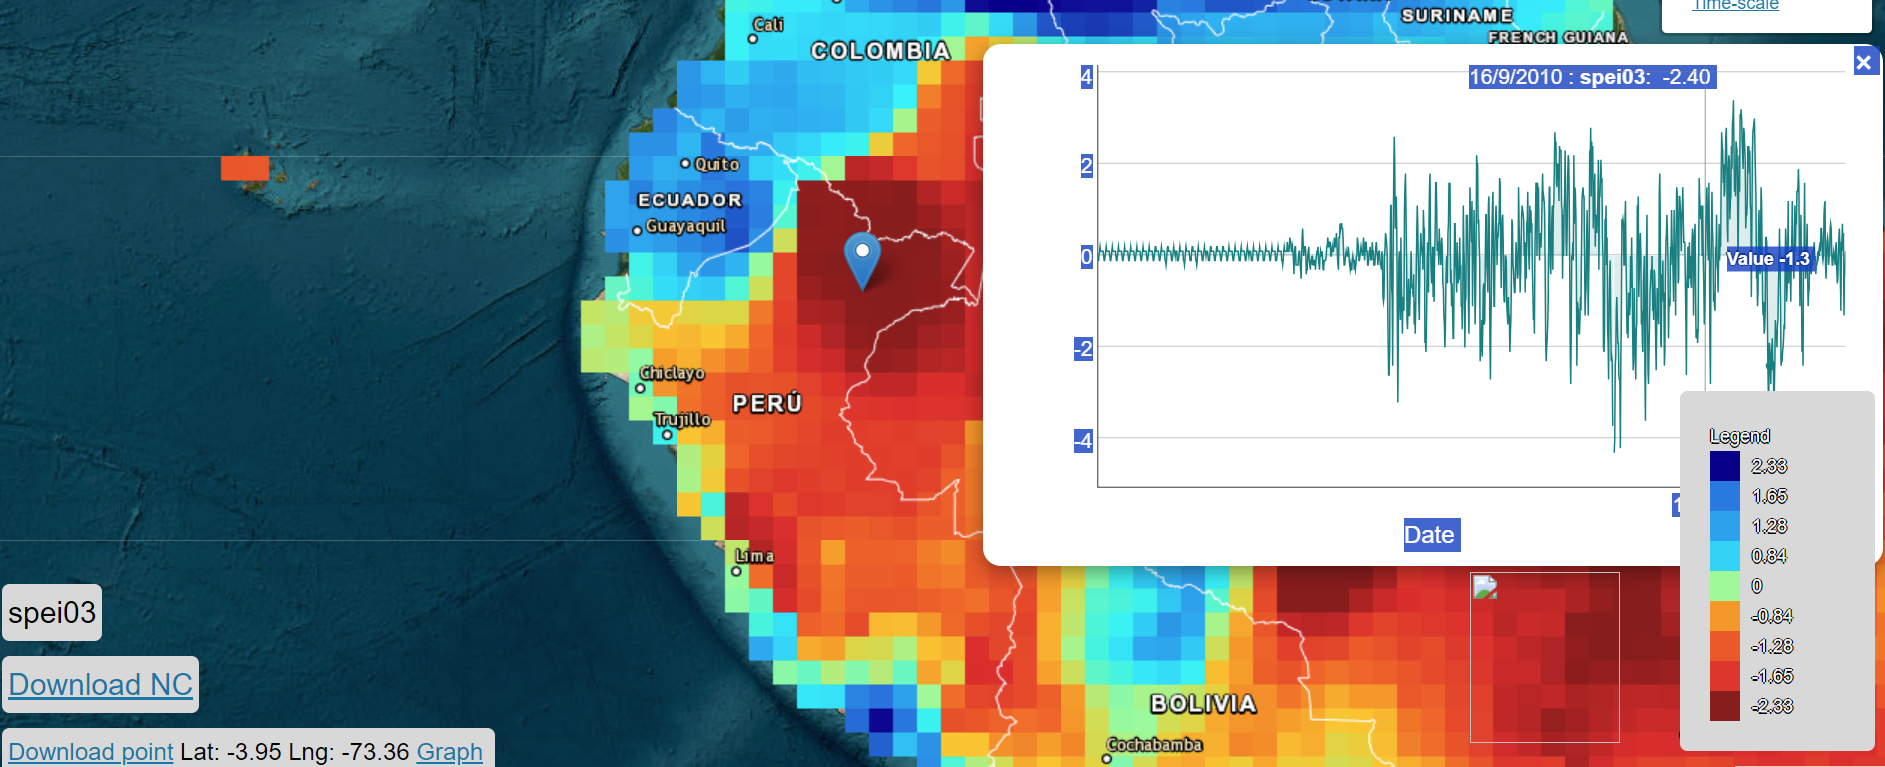 Time-scale
Cali
COLOMBIA
SURINAME
FRENCH GUIANA
16/9/2010 : spei03: -2.40
4
2
0
-2
-4
Value -1.3
Date
Quito
ECUADOR
Guayaquil
Chiclayo
PERÚ
Trujillo
Lima
BOLIVIA
Cochabamba
Legend
2.33
1.65
1.28
0.84
0
-0.84
-1.28
-1.65
-2.33
spei03
Download NC
Download point Lat: -3.95 Lng: -73.36 Graph